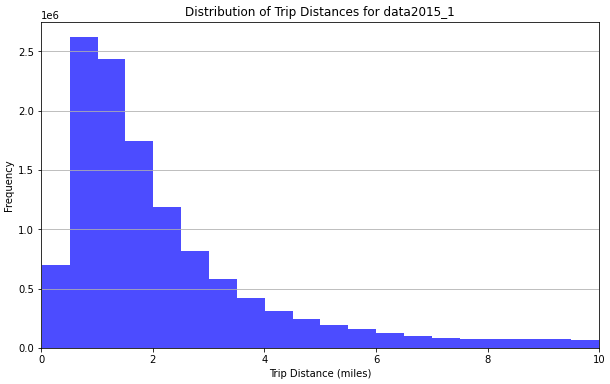 Distribution of Trip Distances for data2015_1
1e6
2.5
2.0
1.5
1.0
0.5
0.0
Frequency
0 2 4 6 8 10
Trip Distance (miles)